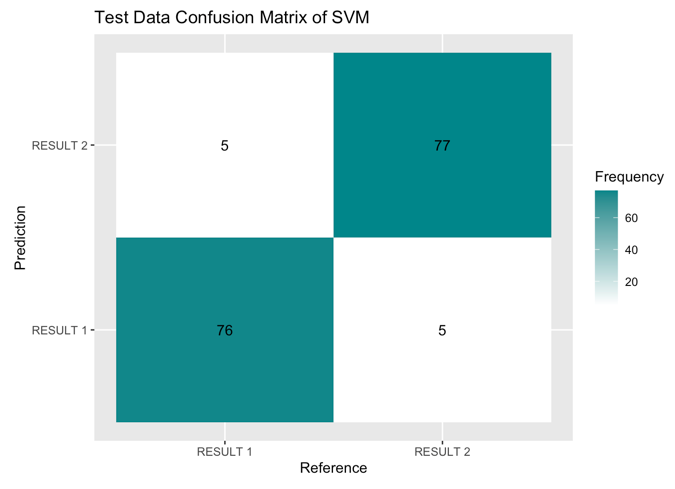 Test Data Confusion Matrix of SVM
Prediction
RESULT 2
RESULT 1
5
77
76
5
RESULT 1
RESULT 2
Reference
Frequency
60
40
20